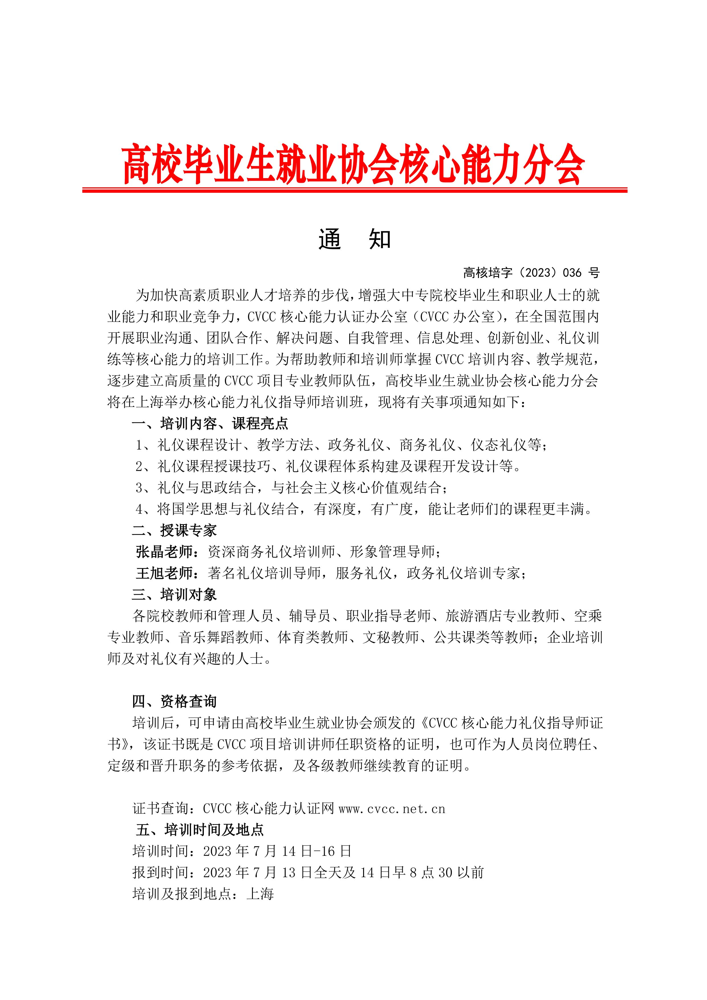 高校毕业生就业协会核心能力分会
通 知
高核培字（2023）036 号
为加快高素质职业人才培养的步伐，增强大中专院校毕业生和职业人士的就
业能力和职业竞争力，CVCC 核心能力认证办公室（CVCC 办公室），在全国范围内
开展职业沟通、团队合作、解决问题、自我管理、信息处理、创新创业、礼仪训
练等核心能力的培训工作。为帮助教师和培训师掌握 CVCC 培训内容、教学规范，
逐步建立高质量的 CVCC 项目专业教师队伍，高校毕业生就业协会核心能力分会
将在上海举办核心能力礼仪指导师培训班，现将有关事项通知如下：
一、培训内容、课程亮点
1、礼仪课程设计、教学方法、政务礼仪、商务礼仪、仪态礼仪等；
2、礼仪课程授课技巧、礼仪课程体系构建及课程开发设计等。
3、礼仪与思政结合，与社会主义核心价值观结合；
4、将国学思想与礼仪结合，有深度，有广度，能让老师们的课程更丰满。
二、授课专家
张晶老师：资深商务礼仪培训师、形象管理导师；
王旭老师：著名礼仪培训导师，服务礼仪，政务礼仪培训专家；
三、培训对象
各院校教师和管理人员、辅导员、职业指导老师、旅游酒店专业教师、空乘
专业教师、音乐舞蹈教师、体育类教师、文秘教师、公共课类等教师；企业培训
师及对礼仪有兴趣的人士。
四、资格查询
培训后，可申请由高校毕业生就业协会颁发的《CVCC 核心能力礼仪指导师证
书》，该证书既是 CVCC 项目培训讲师任职资格的证明，也可作为人员岗位聘任、
定级和晋升职务的参考依据，及各级教师继续教育的证明。
证书查询：CVCC 核心能力认证网 www.cvcc.net.cn
五、培训时间及地点
培训时间：2023 年 7 月 14 日-16 日
报到时间：2023 年 7 月 13 日全天及 14 日早 8 点 30 以前
培训及报到地点：上海